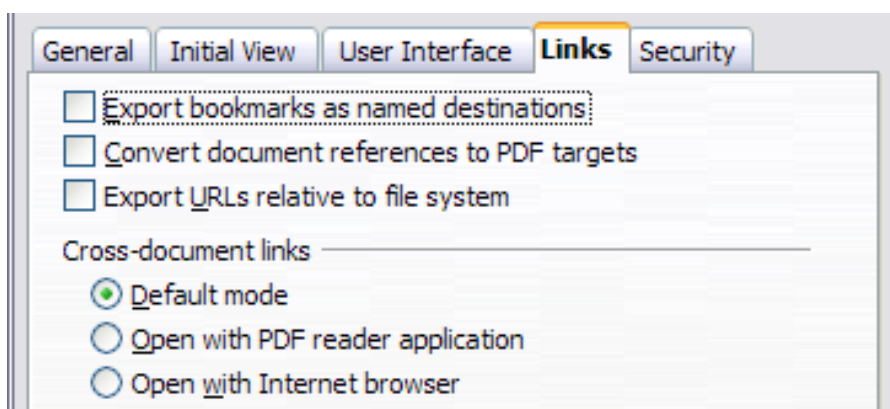 General Initial View User Interface Links Security
Export bookmarks as named destinations
Convert document references to PDF targets
Export URLs relative to file system
Cross-document links
Default mode
Open with PDF reader application
Open with Internet browser